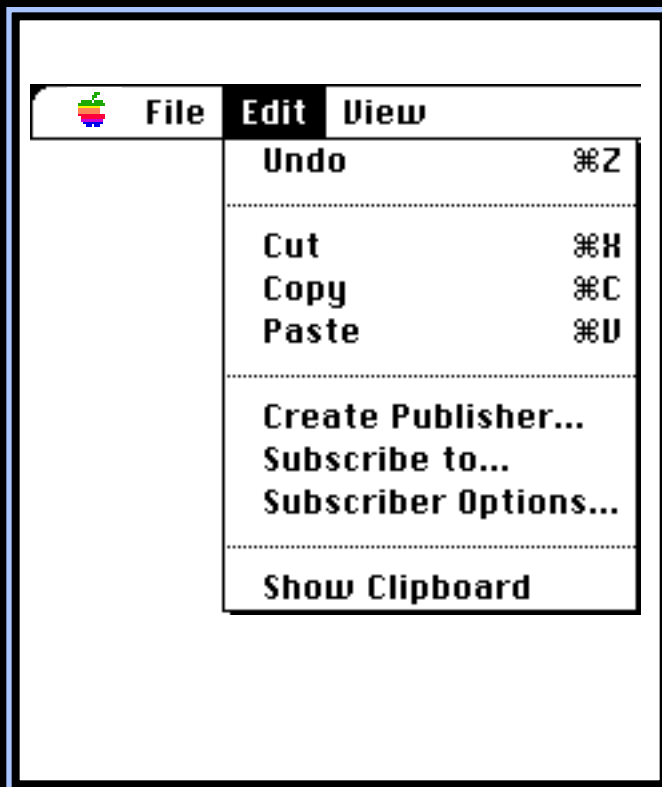 File Edit View
Undo ⌘Z
Cut ⌘X
Copy ⌘C
Paste ⌘V
Create Publisher...
Subscribe to...
Subscriber Options...
Show Clipboard